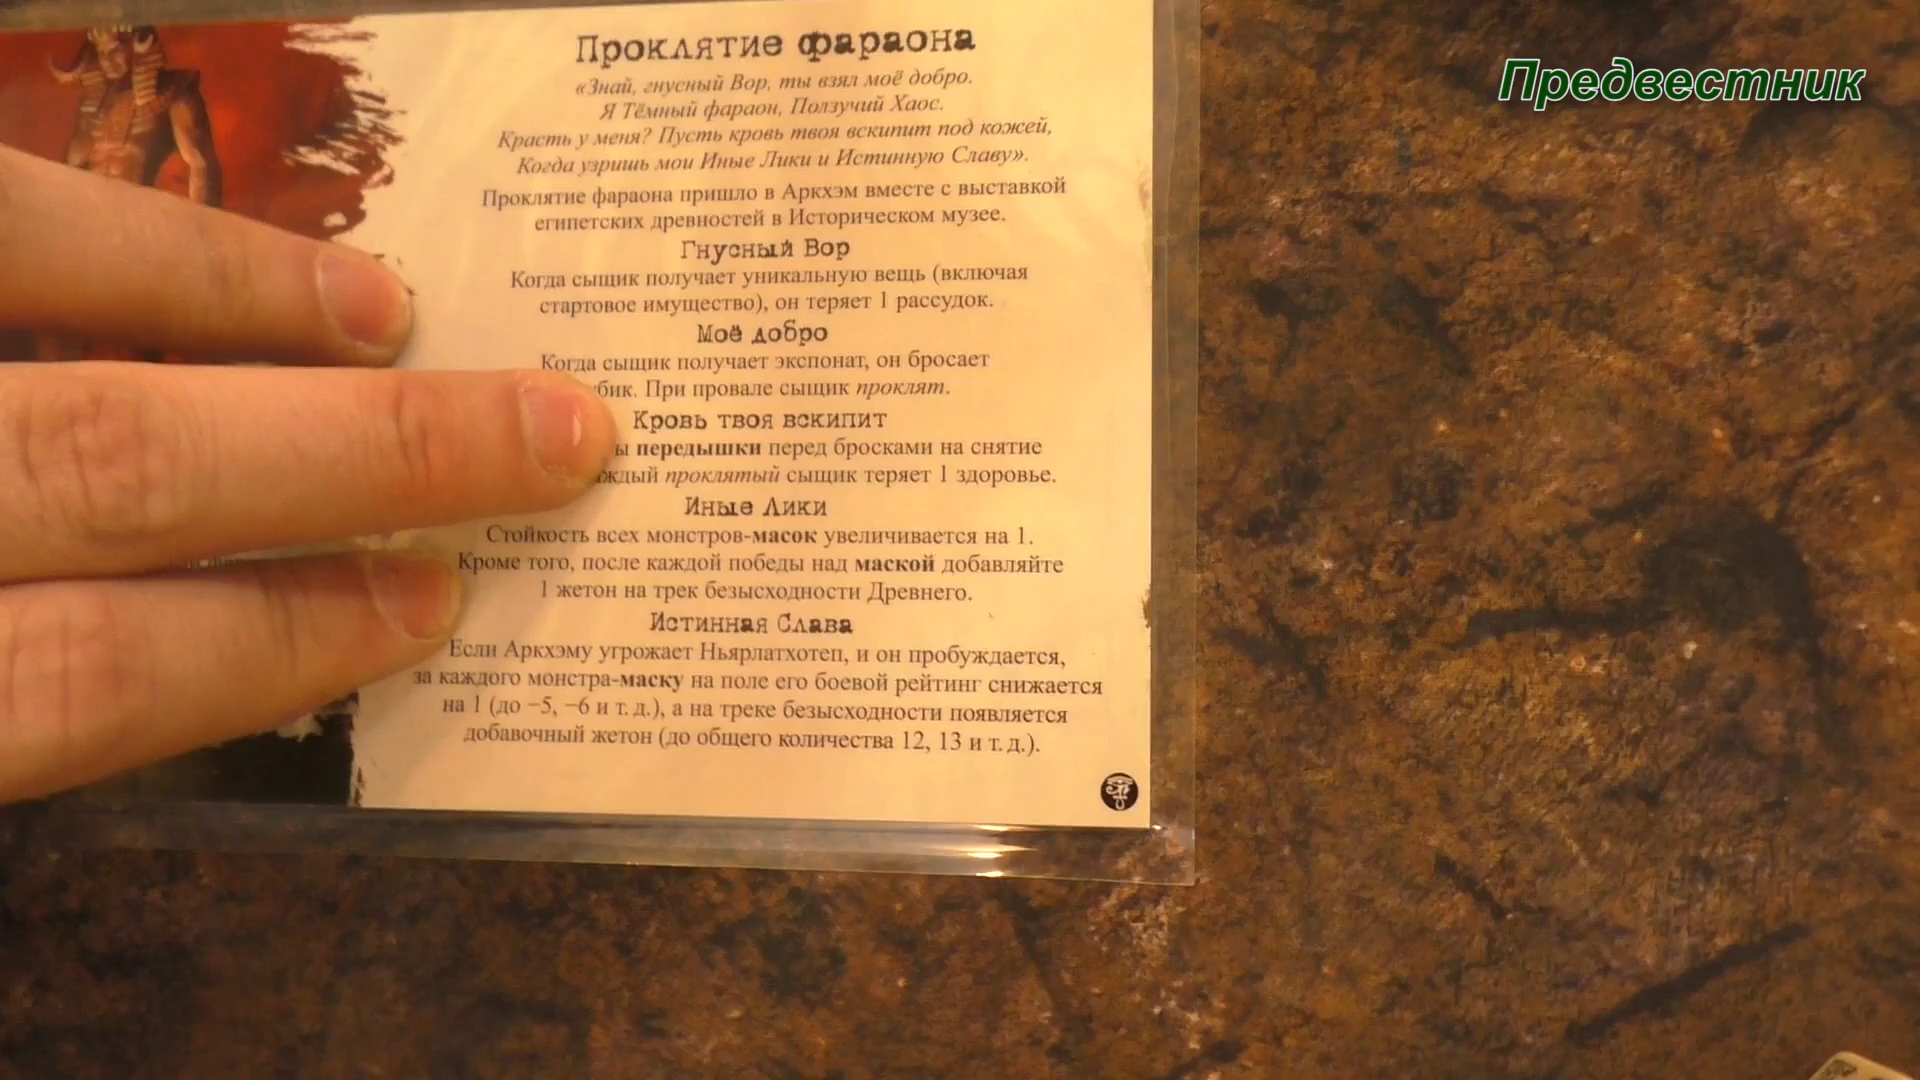 Предвестник
Проклятие фараона
«Знай, гнусный Вор, ты взял моё добро.
Я Тёмный фараон, Ползучий Хаос.
Красть у меня? Пусть кровь твоя вскипит под кожей,
Когда узришь мои Иные Лики и Истинную Славу».
Проклятие фараона пришло в Аркхэм вместе с выставкой
египетских древностей в Историческом музее.
Гнусный Вор
Когда сыщик получает уникальную вещь (включая
стартовое имущество), он теряет 1 рассудок.
Моё добро
Когда сыщик получает экспонат, он бросает
При провале сыщик проклят.
Кровь твоя вскипит
передышки перед бросками на снятие
проклятый сыщик теряет 1 здоровье.
Иные Лики
Стойкость всех монстров-масок увеличивается на 1.
Кроме того, после каждой победы над маской добавляйте
1 жетон на трек безысходности Древнего.
Истинная Слава
Если Аркхэму угрожает Ньярлатхотеп, и он пробуждается,
за каждого монстра-маску на поле его боевой рейтинг снижается
на 1 (до −5, −6 и т. д.), а на треке безысходности появляется
добавочный жетон (до общего количества 12, 13 и т. д.).